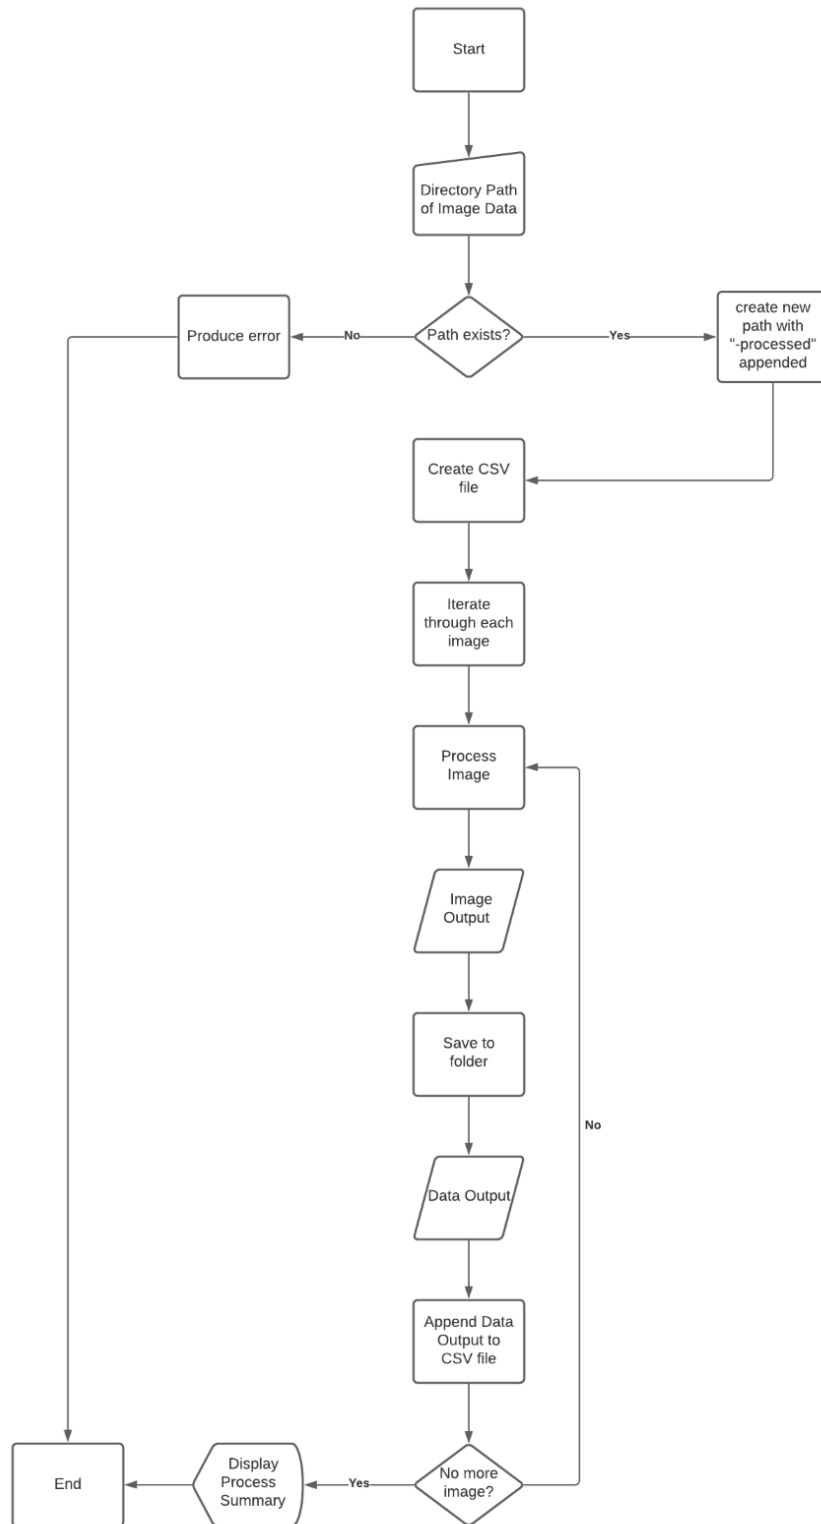 Start
Directory Path
of Image Data
Produce error
No
Path exists?
Yes
create new
path with
"-processed"
appended
Create CSV
file
Iterate
through each
image
Process
Image
Image
Output
Save to
folder
No
Data Output
Append Data
Output to
CSV file
End
Display
Process
Summary
Yes
No more
image?